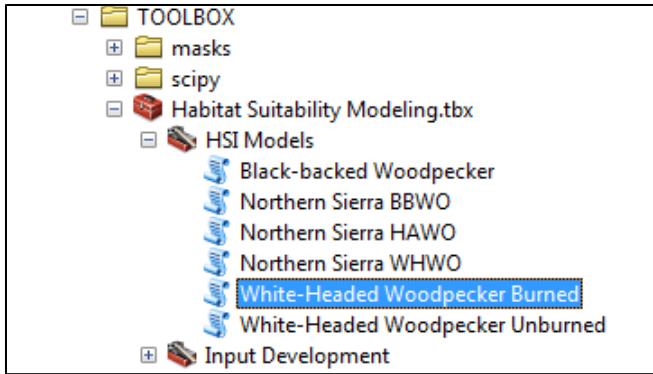 TOOLBOX
masks
scipy
Habitat Suitability Modeling.tbx
HSI Models
Black-backed Woodpecker
Northern Sierra BBWO
Northern Sierra HAWO
Northern Sierra WHWO
White-Headed Woodpecker Burned
White-Headed Woodpecker Unburned
Input Development